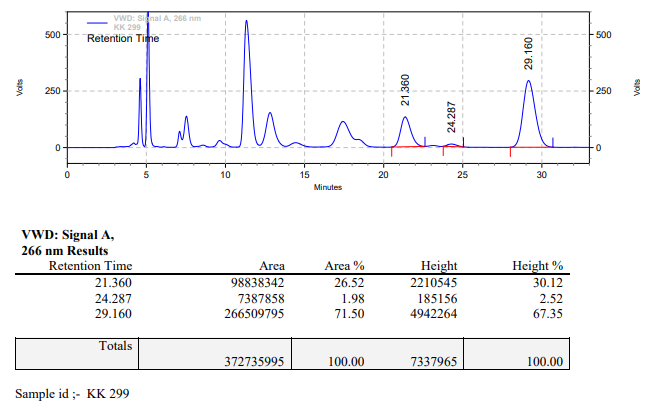 VWD: Signal A, 266 nm
KK 299
Retention Time
500
250
0
Volts
500
250
0
Volts
21.360
24.287
29.160
0 5 10 15 20 25 30
Minutes
VWD: Signal A,
266 nm Results
Retention Time Area Area % Height Height %
21.360 98838342 26.52 2210545 30.12
24.287 7387858 1.98 185156 2.52
29.160 266509795 71.50 4942264 67.35
Totals
372735995 100.00 7337965 100.00
Sample id ;- KK 299